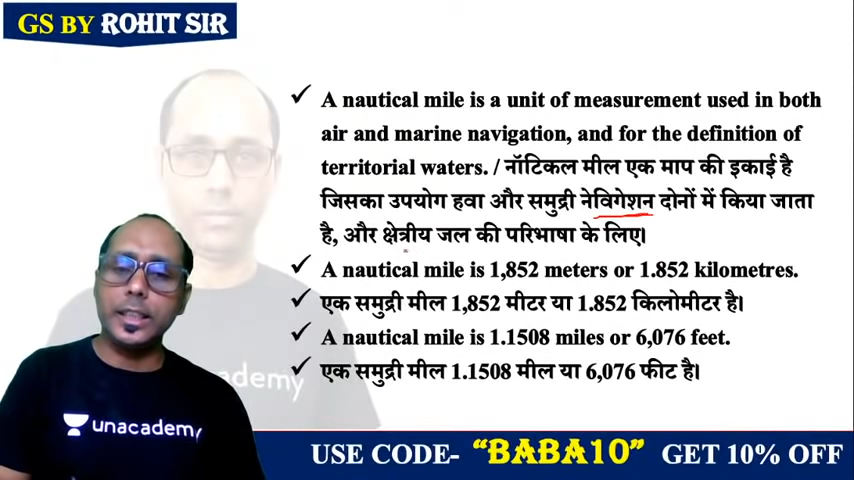 GS BY ROHIT SIR
✓ A nautical mile is a unit of measurement used in both
air and marine navigation, and for the definition of
territorial waters. / नॉटिकल मील एक माप की इकाई है
जिसका उपयोग हवा और समुद्री नेविगेशन दोनों में किया जाता
है, और क्षेत्रीय जल की परिभाषा के लिए।
✓ A nautical mile is 1,852 meters or 1.852 kilometres.
✓ एक समुद्री मील 1,852 मीटर या 1.852 किलोमीटर है।
✓ A nautical mile is 1.1508 miles or 6,076 feet.
✓ एक समुद्री मील 1.1508 मील या 6,076 फीट है।
ademy
unacademy
USE CODE- “BABA10” GET 10% OFF